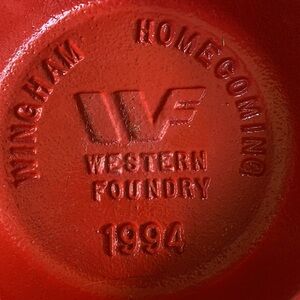 WINGHAM HOMECOMING
WF
WESTERN
FOUNDRY
1994